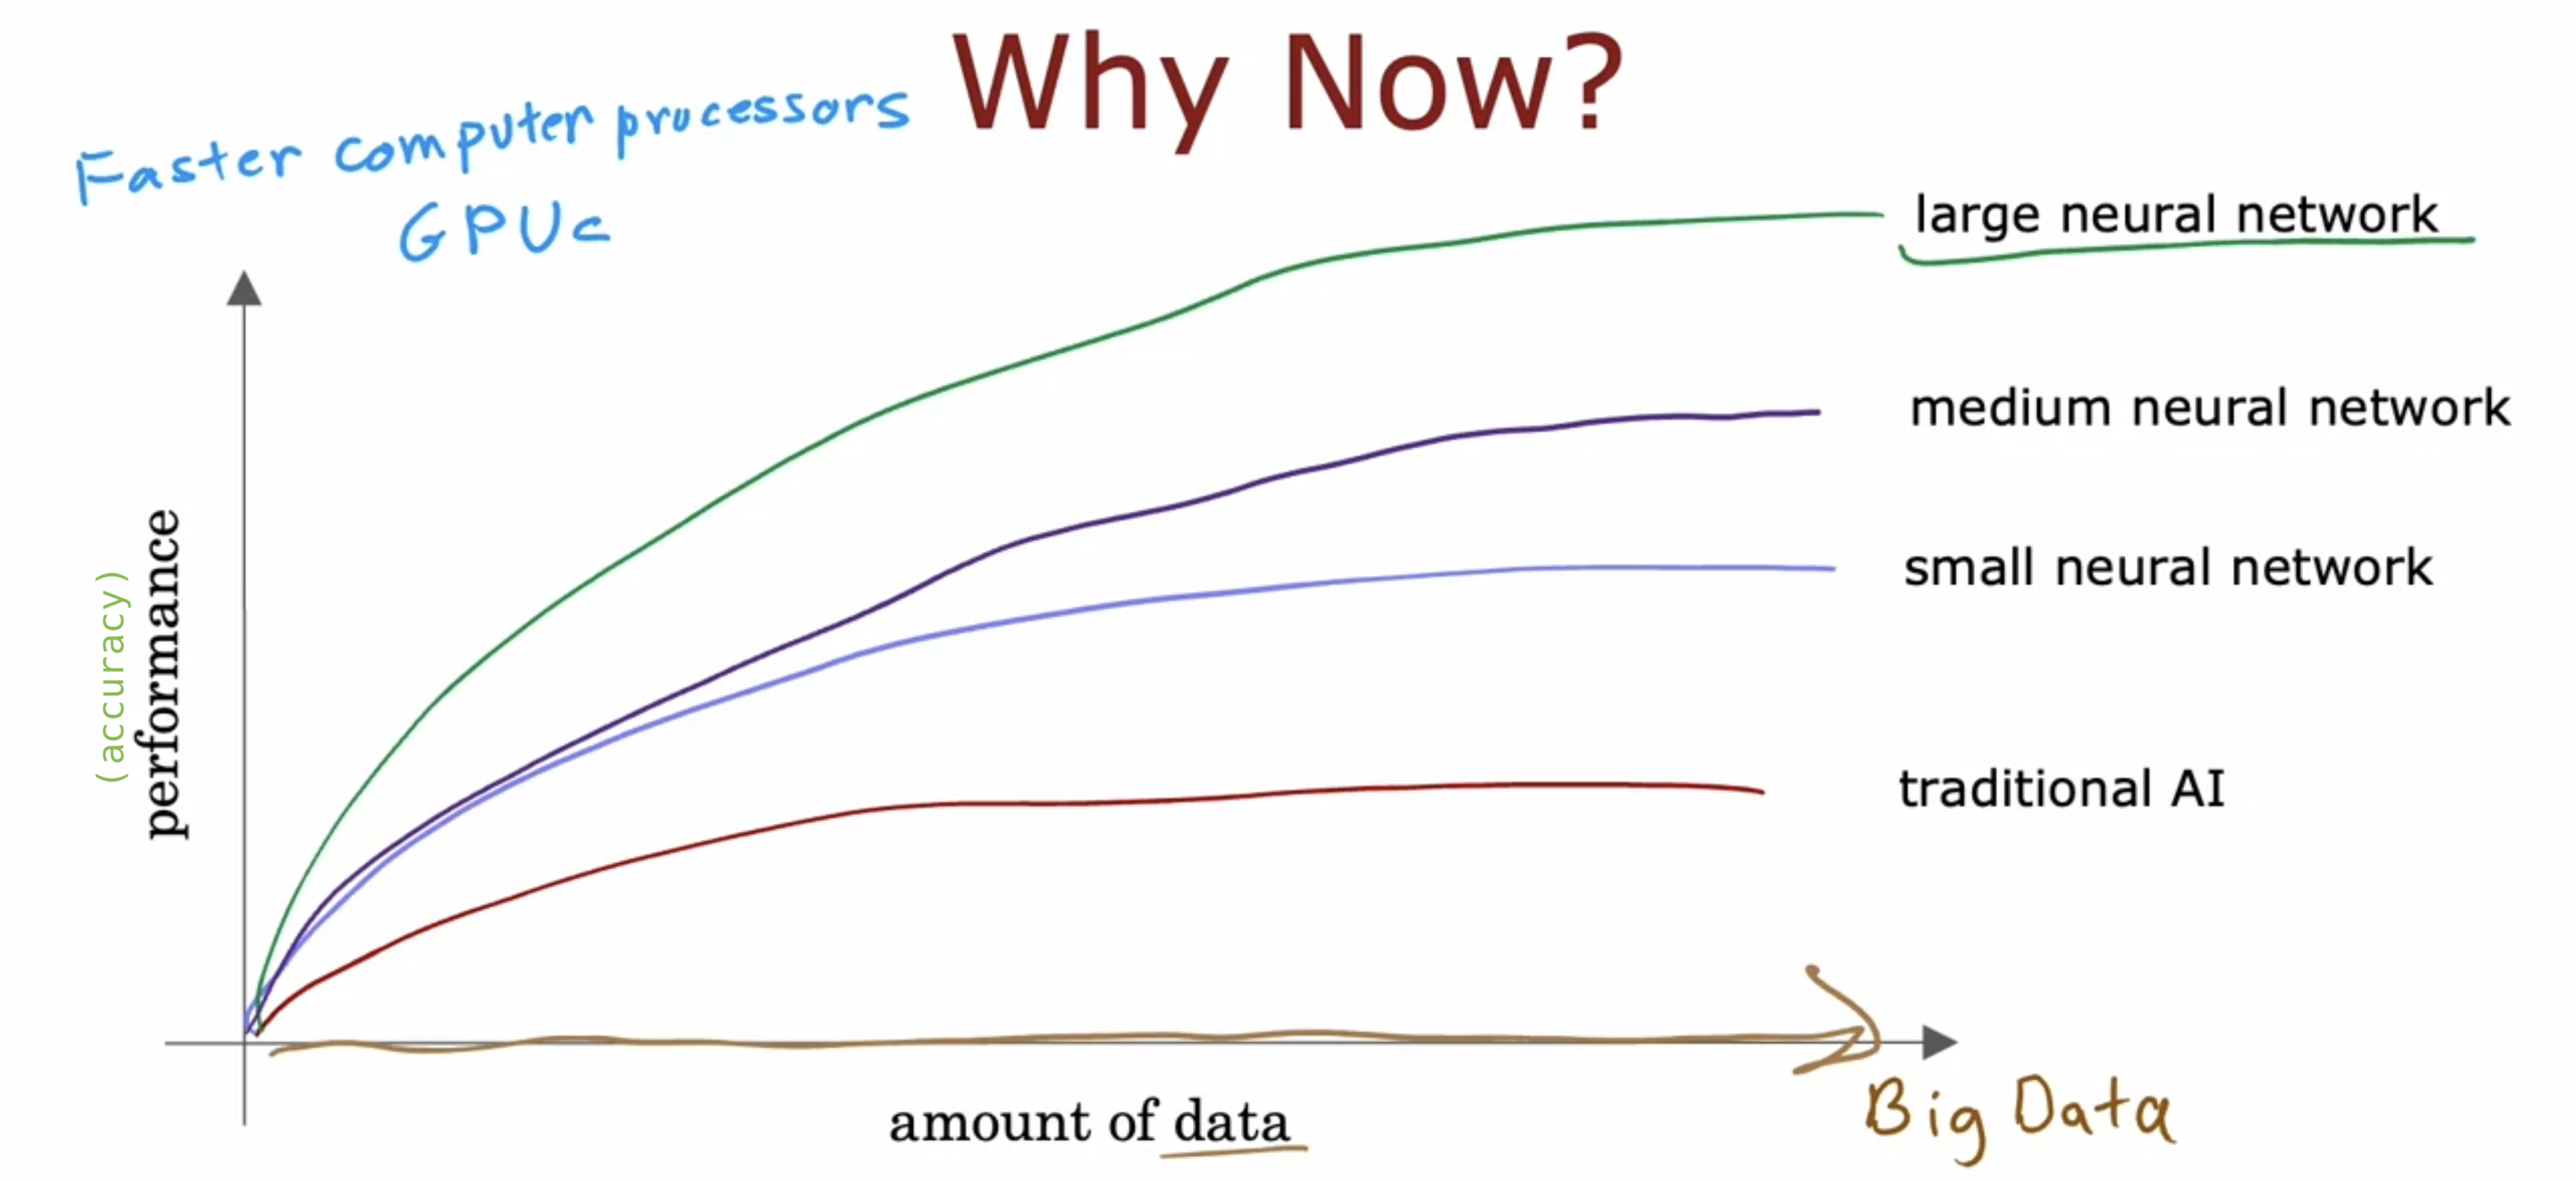 Why Now?
Faster computer processors
GPUs
large neural network
medium neural network
small neural network
(accuracy)
performance
traditional AI
amount of data
Big Data